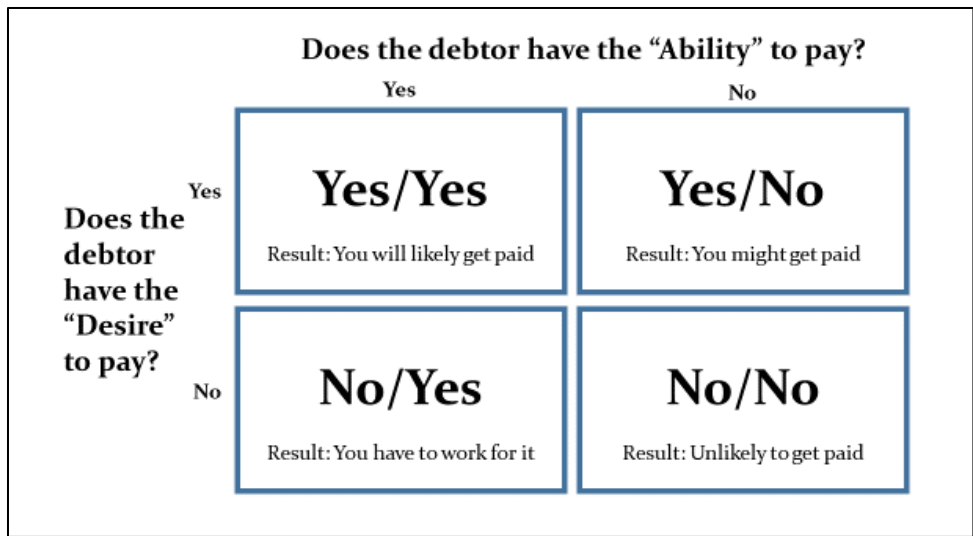 Does the debtor have the “Ability” to pay?
Yes
No
Yes
Does the
debtor
have the
“Desire”
to pay?
No
Yes/Yes
Result: You will likely get paid
Yes/No
Result: You might get paid
No/Yes
Result: You have to work for it
No/No
Result: Unlikely to get paid